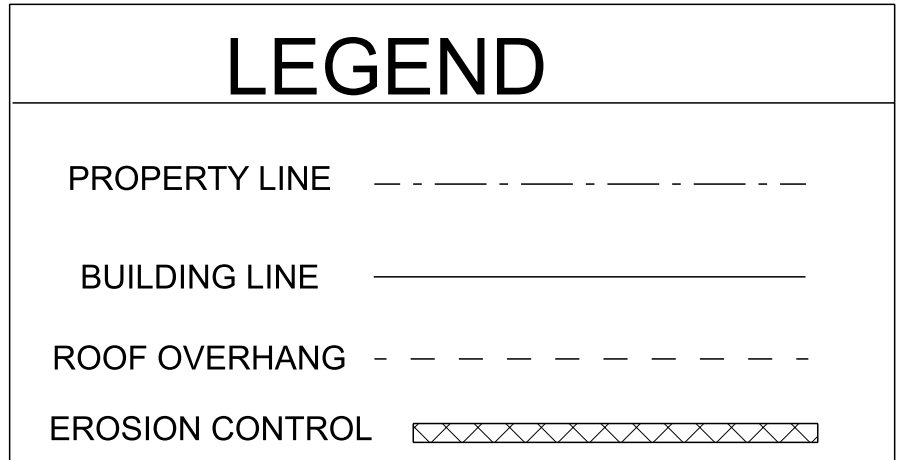 LEGEND
PROPERTY LINE
BUILDING LINE
ROOF OVERHANG
EROSION CONTROL